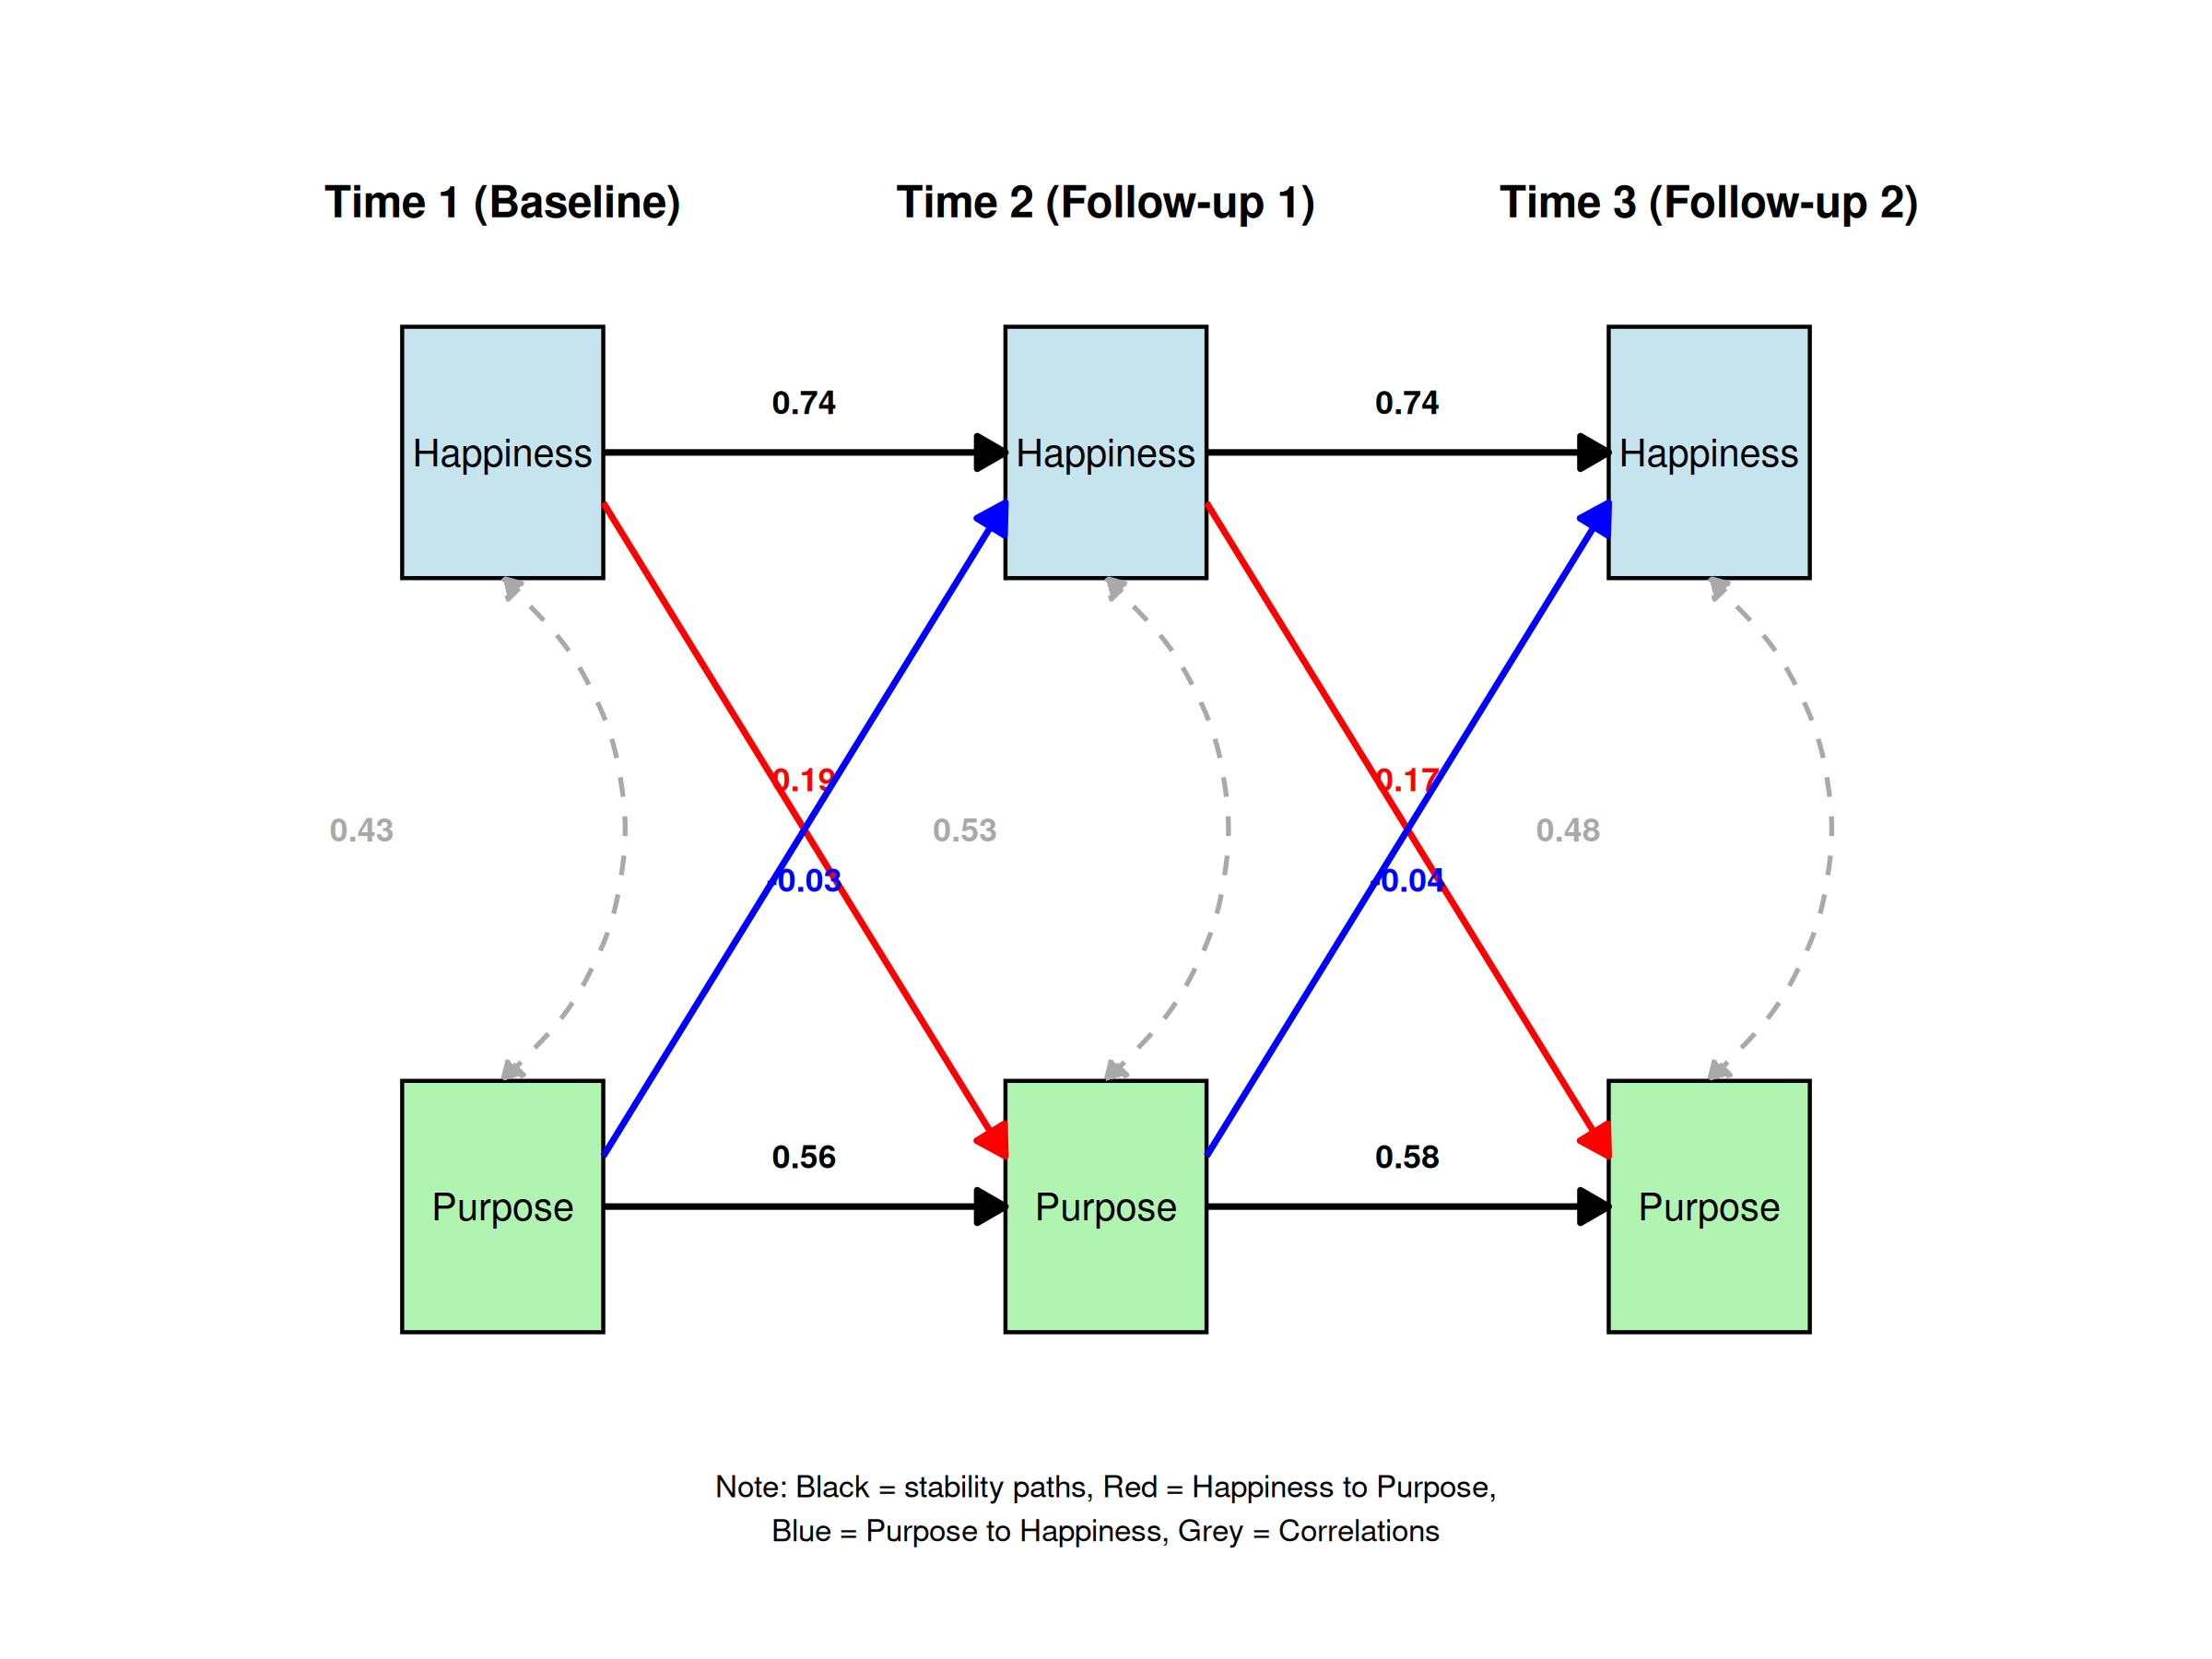 Time 1 (Baseline) Time 2 (Follow-up 1) Time 3 (Follow-up 2)
0.74 0.74
Happiness Happiness Happiness
0.19 0.17
0.43 0.53 0.48
-0.03 -0.04
0.56 0.58
Purpose Purpose Purpose
Note: Black = stability paths, Red = Happiness to Purpose,
Blue = Purpose to Happiness, Grey = Correlations